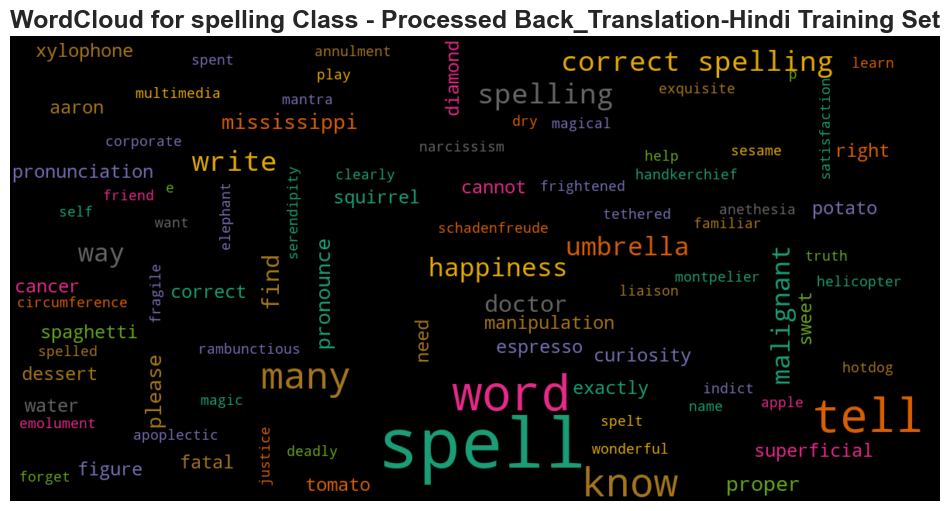 WordCloud for spelling Class - Processed Back_Translation-Hindi Training Set
xylophone
spent
annulment
diamond
correct spelling
learn
play
p
multimedia
mantra
spelling
exquisite
satisfaction
aaron
mississippi
dry
magical
corporate
narcissism
sesame
right
write
help
pronunciation
clearly
handkerchief
friend
e
elephant
serendipity
squirrel
cannot
frightened
self
want
tethered
anethesia
potato
familiar
schadenfreude
way
umbrella
truth
pronounce
happiness
malignant
find
montpelier
helicopter
cancer
fragile
correct
liaison
circumference
doctor
sweet
spaghetti
manipulation
need
spelled
rambunctious
espresso
curiosity
dessert
please
many
hotdog
exactly
indict
water
magic
word
name
apple
emolument
tell
apoplectic
justice
spell
spelt
deadly
wonderful
superficial
forget
figure
fatal
tomato
know
proper